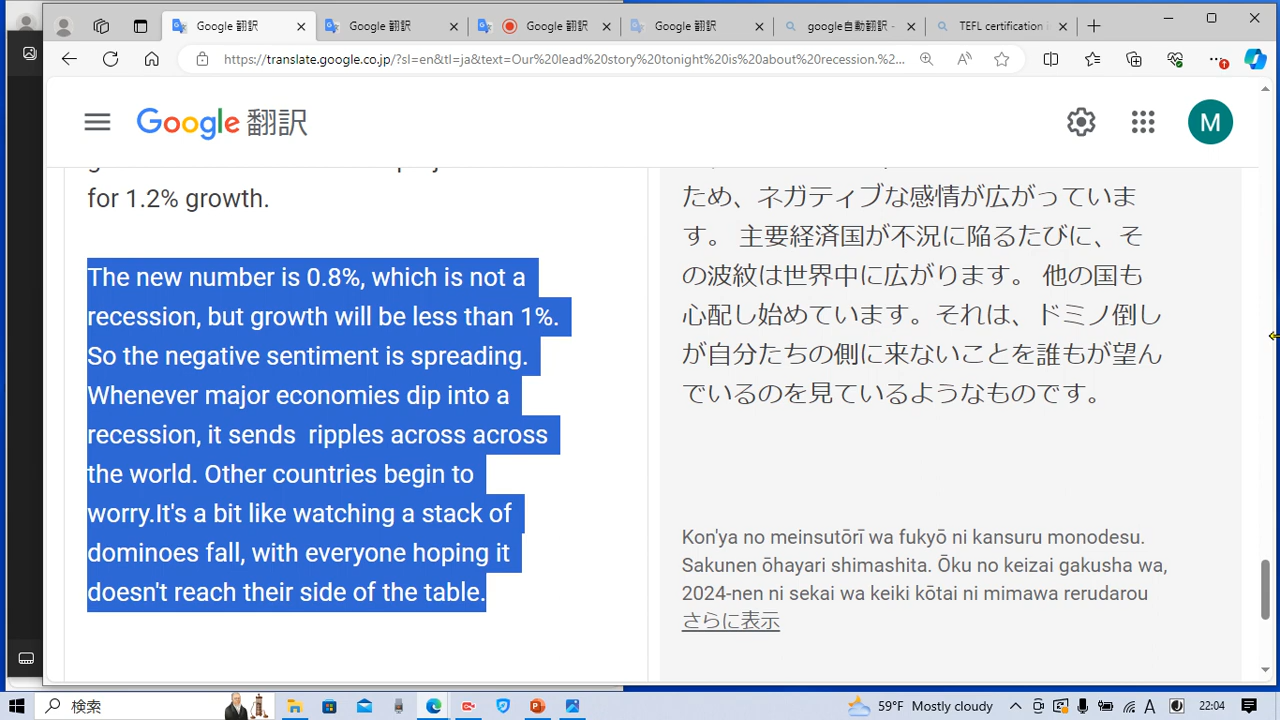 Google 翻訳
Google 翻訳
Google 翻訳
Google 翻訳
google自動翻訳 -
TEFL certification i
https://translate.google.co.jp/?sl=en&tl=ja&text=Our%20lead%20story%20tonight%20is%20about%20recession.%2...
1
Google 翻訳
M
for 1.2% growth.
The new number is 0.8%, which is not a
recession, but growth will be less than 1%.
So the negative sentiment is spreading.
Whenever major economies dip into a
recession, it sends  ripples across across
the world. Other countries begin to
worry.It's a bit like watching a stack of
dominoes fall, with everyone hoping it
doesn't reach their side of the table.
ため、ネガティブな感情が広がっていま
す。 主要経済国が不況に陥るたびに、そ
の波紋は世界中に広がります。 他の国も
心配し始めています。それは、ドミノ倒し
が自分たちの側に来ないことを誰もが望ん
でいるのを見ているようなものです。
Kon'ya no meinsutōrī wa fukyō ni kansuru monodesu.
Sakunen ōhayari shimashita. Ōku no keizai gakusha wa,
2024-nen ni sekai wa keiki kōtai ni mimawa rerudarou
さらに表示
検索
59°F Mostly cloudy
A
22:04